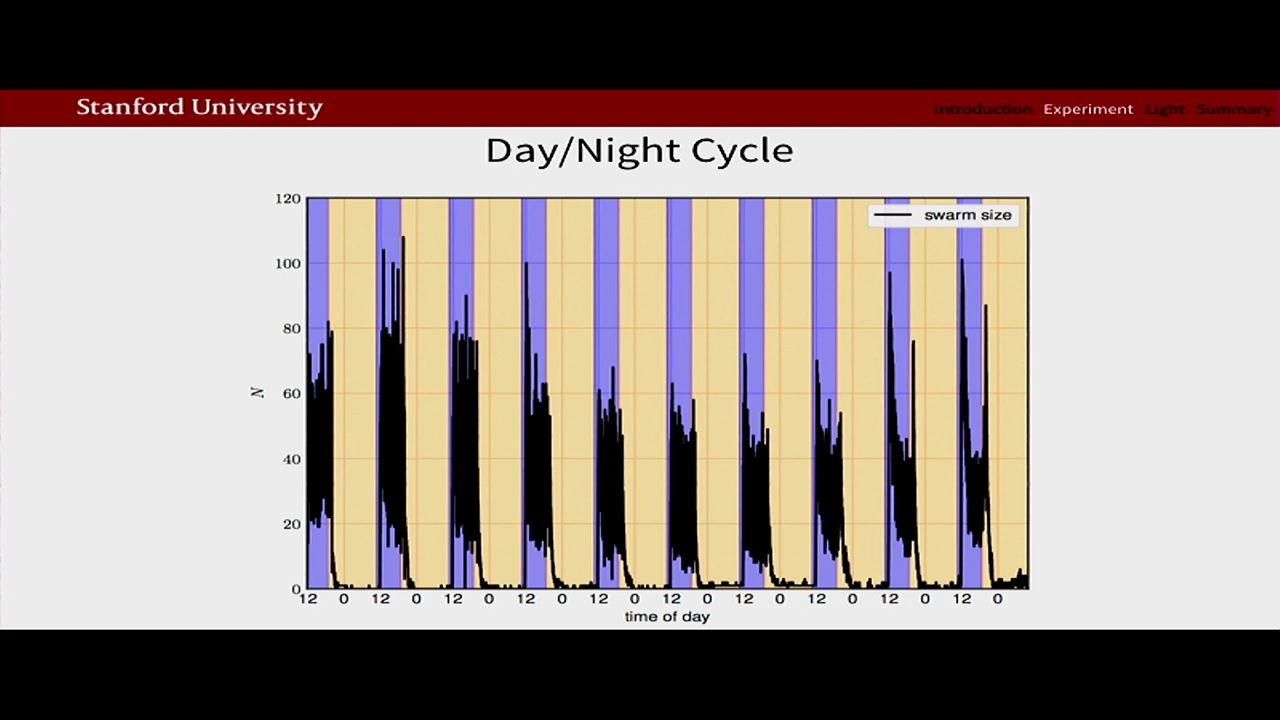 Stanford University
Introduction Experiment Light Summary
Day/Night Cycle
120
100
80
60
40
20
0
N
swarm size
12 0 12 0 12 0 12 0 12 0 12 0 12 0 12 0 12 0 12 0
time of day